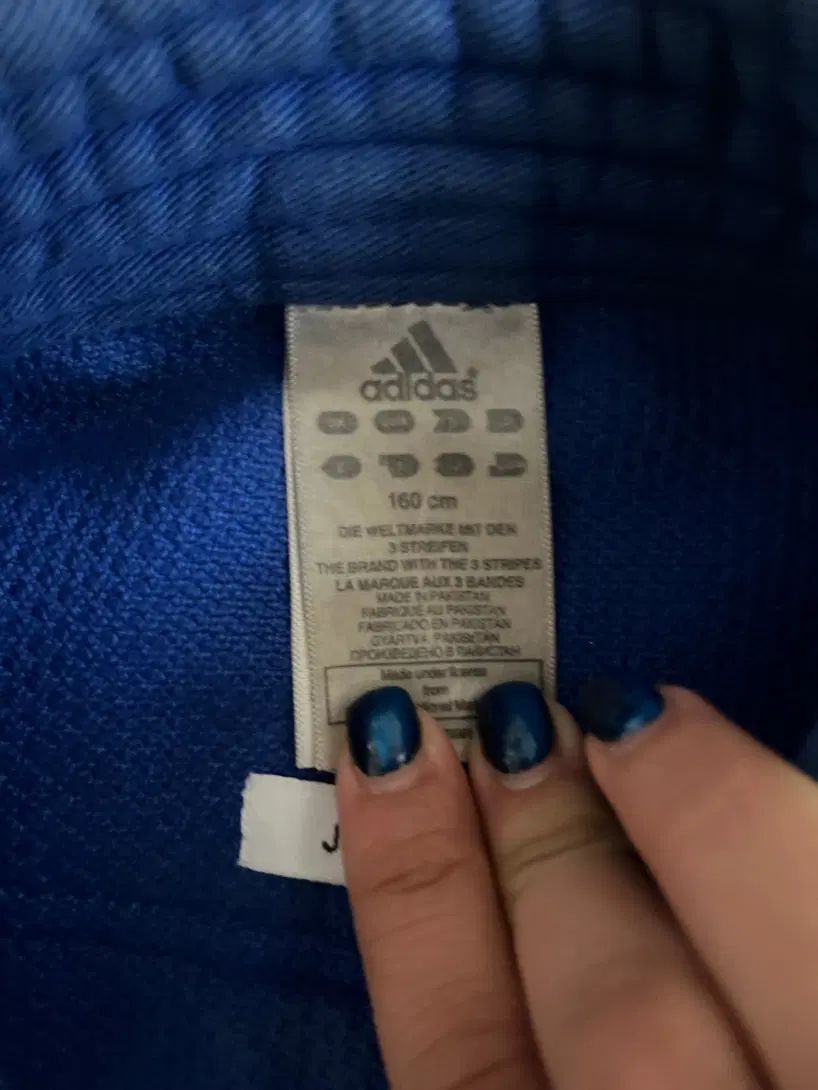 adidas
160 cm
DIE WELTMARKE MIT DEN
3 STREIFEN
THE BRAND WITH THE 3 STRIPES
LA MARQUE AUX 3 BANDES
MADE IN PAKISTAN
FABRIQUE AU PAKISTAN
FABRICADO EN PAKISTAN
PAKISTAN
ПРОИЗВЕДЕНО В ПАКИСТАН
Made under license
from
J